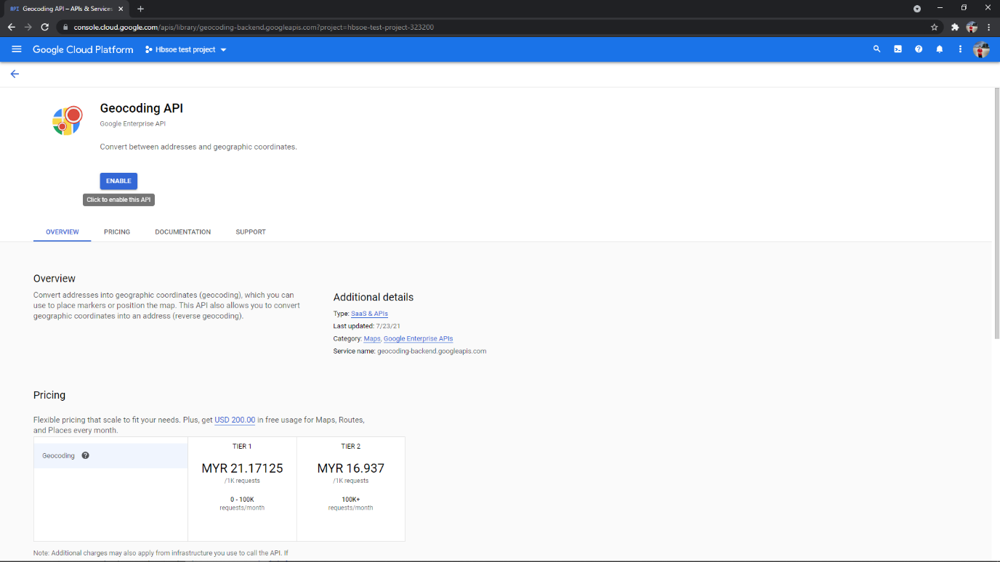 API Geocoding API – APIs & Services
console.cloud.google.com/apis/library/geocoding-backend.googleapis.com?project=hbsoe-test-project-323200
Google Cloud Platform
Hbsoe test project
Geocoding API
Google Enterprise API
Convert between addresses and geographic coordinates.
ENABLE
Click to enable this API
OVERVIEW
PRICING
DOCUMENTATION
SUPPORT
Overview
Convert addresses into geographic coordinates (geocoding), which you can
use to place markers or position the map. This API also allows you to convert
geographic coordinates into an address (reverse geocoding).
Additional details
Type: SaaS & APIs
Last updated: 7/23/21
Category: Maps, Google Enterprise APIs
Service name: geocoding-backend.googleapis.com
Pricing
Flexible pricing that scale to fit your needs. Plus, get USD 200.00 in free usage for Maps, Routes,
and Places every month.
Geocoding
TIER 1
MYR 21.17125
/1K requests
0 - 100K
requests/month
TIER 2
MYR 16.937
/1K requests
100K+
requests/month
Note: Additional charges may also apply from infrastructure you use to call the API. If